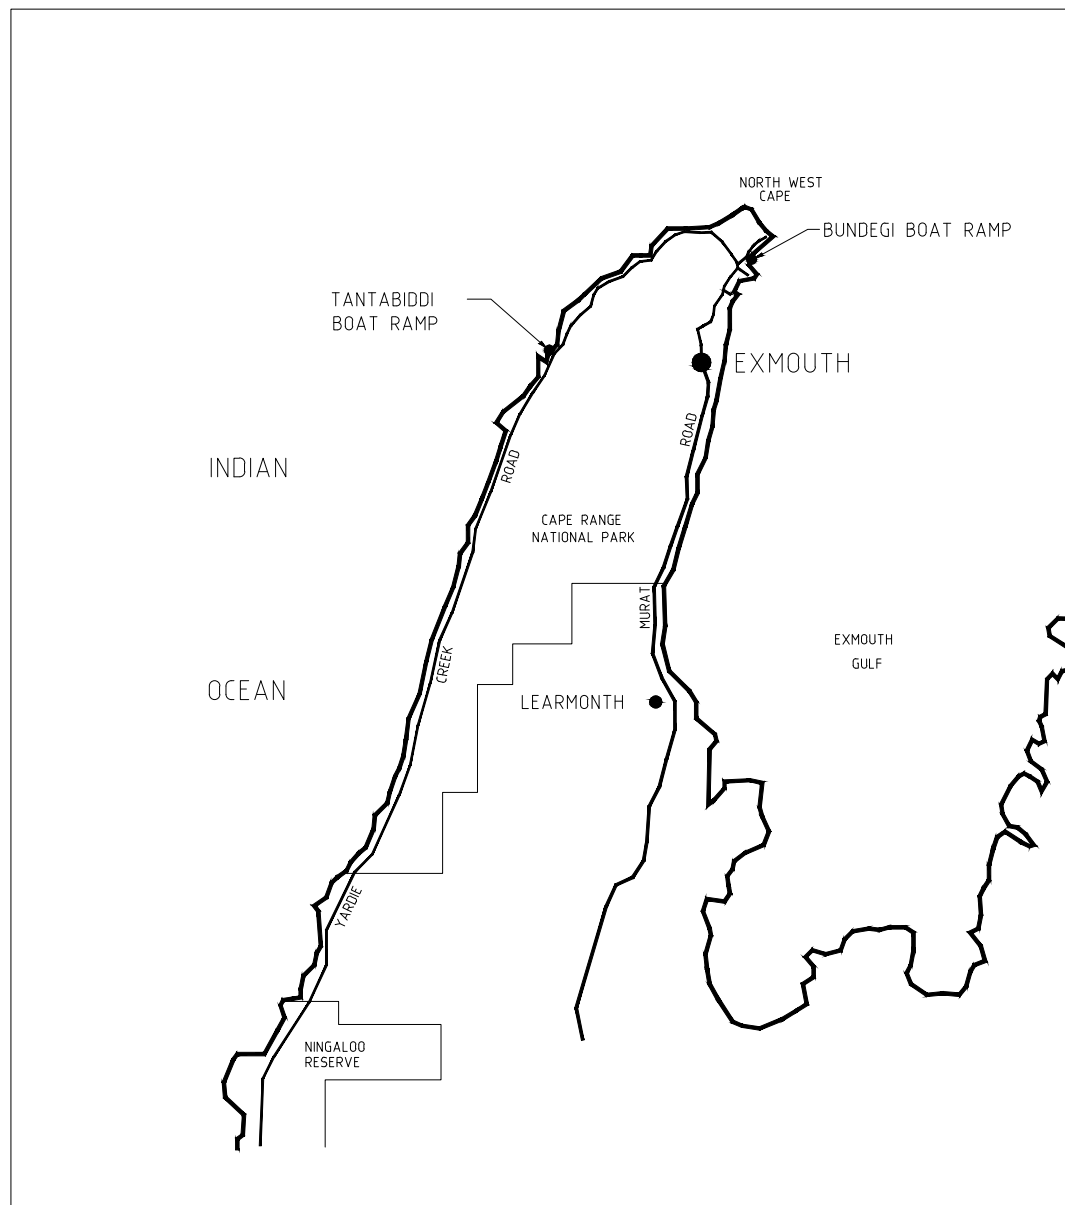 NORTH WEST
CAPE
BUNDEGI BOAT RAMP
TANTABIDDI
BOAT RAMP
EXMOUTH
ROAD
ROAD
INDIAN
CAPE RANGE
NATIONAL PARK
MURAT
EXMOUTH
GULF
CREEK
OCEAN
LEARMONTH
YARDIE
NINGALOO
RESERVE